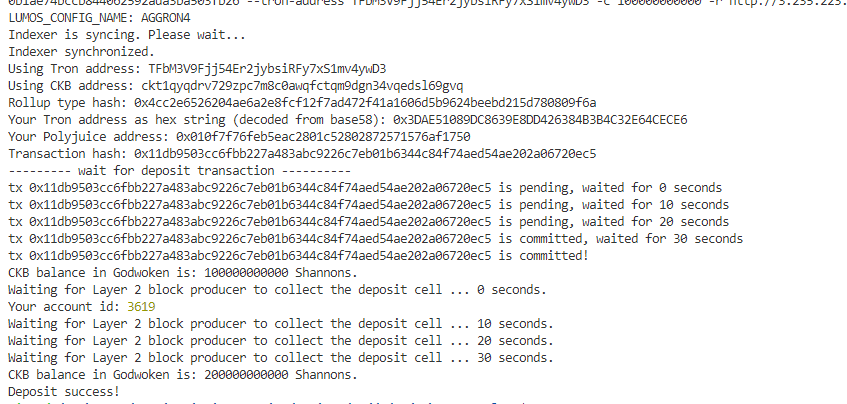 0b1ae74bccb844062592ada3ba503fb26 --tron-address TFbM3V9Fjj54Er2jybsiRFy7xS1mv4ywD3 -c 100000000000 -r http://3.235.223.
LUMOS_CONFIG_NAME: AGGRON4
Indexer is syncing. Please wait...
Indexer synchronized.
Using Tron address: TFbM3V9Fjj54Er2jybsiRFy7xS1mv4ywD3
Using CKB address: ckt1qyqdrv729zpc7m8c0awqfctqm9dgn34vqedsl69gvq
Rollup type hash: 0x4cc2e6526204ae6a2e8fcf12f7ad472f41a1606d5b9624beebd215d780809f6a
Your Tron address as hex string (decoded from base58): 0x3DAE51089DC8639E8DD426384B3B4C32E64CECE6
Your Polyjuice address: 0x010f7f76feb5eac2801c52802872571576af1750
Transaction hash: 0x11db9503cc6fbb227a483abc9226c7eb01b6344c84f74aed54ae202a06720ec5
--------- wait for deposit transaction ----------
tx 0x11db9503cc6fbb227a483abc9226c7eb01b6344c84f74aed54ae202a06720ec5 is pending, waited for 0 seconds
tx 0x11db9503cc6fbb227a483abc9226c7eb01b6344c84f74aed54ae202a06720ec5 is pending, waited for 10 seconds
tx 0x11db9503cc6fbb227a483abc9226c7eb01b6344c84f74aed54ae202a06720ec5 is pending, waited for 20 seconds
tx 0x11db9503cc6fbb227a483abc9226c7eb01b6344c84f74aed54ae202a06720ec5 is committed, waited for 30 seconds
tx 0x11db9503cc6fbb227a483abc9226c7eb01b6344c84f74aed54ae202a06720ec5 is committed!
CKB balance in Godwoken is: 100000000000 Shannons.
Waiting for Layer 2 block producer to collect the deposit cell ... 0 seconds.
Your account id: 3619
Waiting for Layer 2 block producer to collect the deposit cell ... 10 seconds.
Waiting for Layer 2 block producer to collect the deposit cell ... 20 seconds.
Waiting for Layer 2 block producer to collect the deposit cell ... 30 seconds.
CKB balance in Godwoken is: 200000000000 Shannons.
Deposit success!